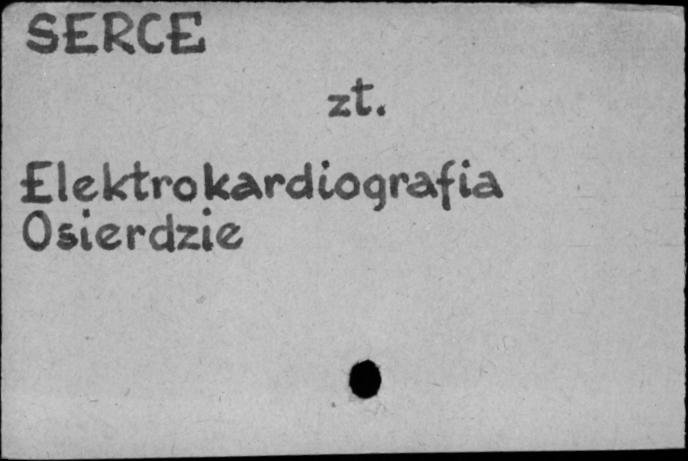 SERCE
zt.
Elektrokardiografia
Osierdzie